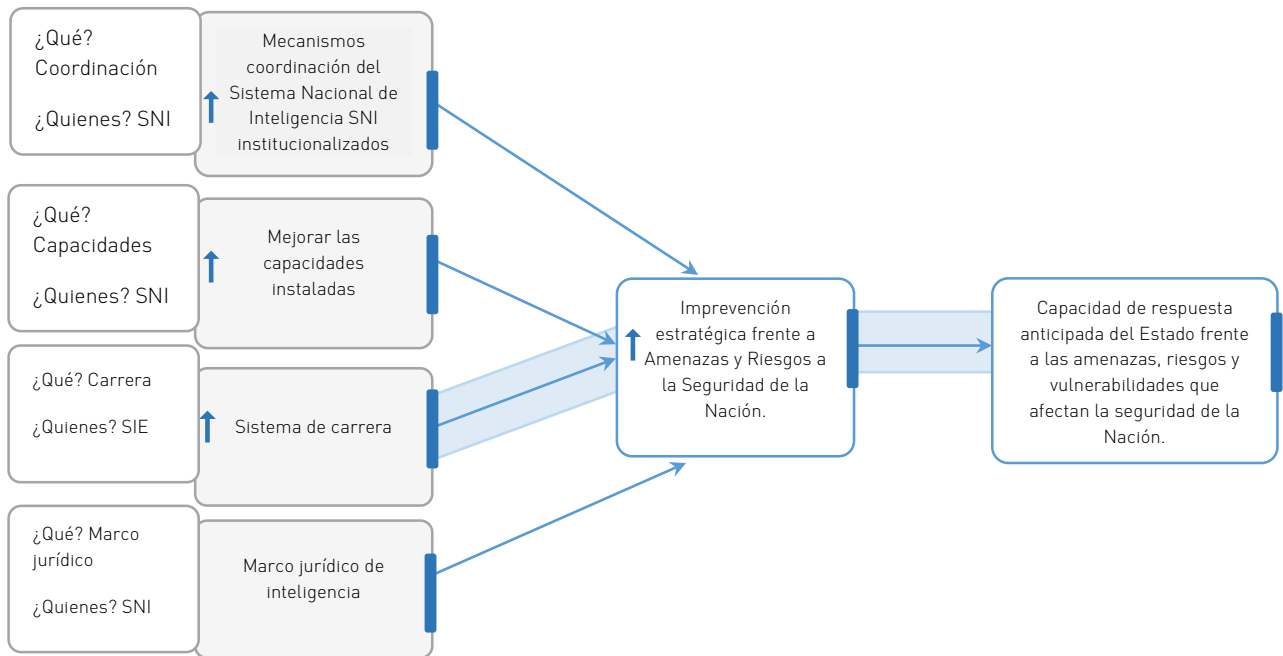 ¿Qué?
Coordinación
¿Quienes? SNI
Mecanismos
coordinación del
Sistema Nacional de
Inteligencia SNI
institucionalizados
¿Qué?
Capacidades
¿Quienes? SNI
Mejorar las
capacidades
instaladas
¿Qué? Carrera
¿Quienes? SIE
Sistema de carrera
¿Qué? Marco
jurídico
¿Quienes? SNI
Marco jurídico de
inteligencia
Imprevención
estratégica frente a
Amenazas y Riesgos a
la Seguridad de la
Nación.
Capacidad de respuesta
anticipada del Estado frente
a las amenazas, riesgos y
vulnerabilidades que
afectan la seguridad de la
Nación.